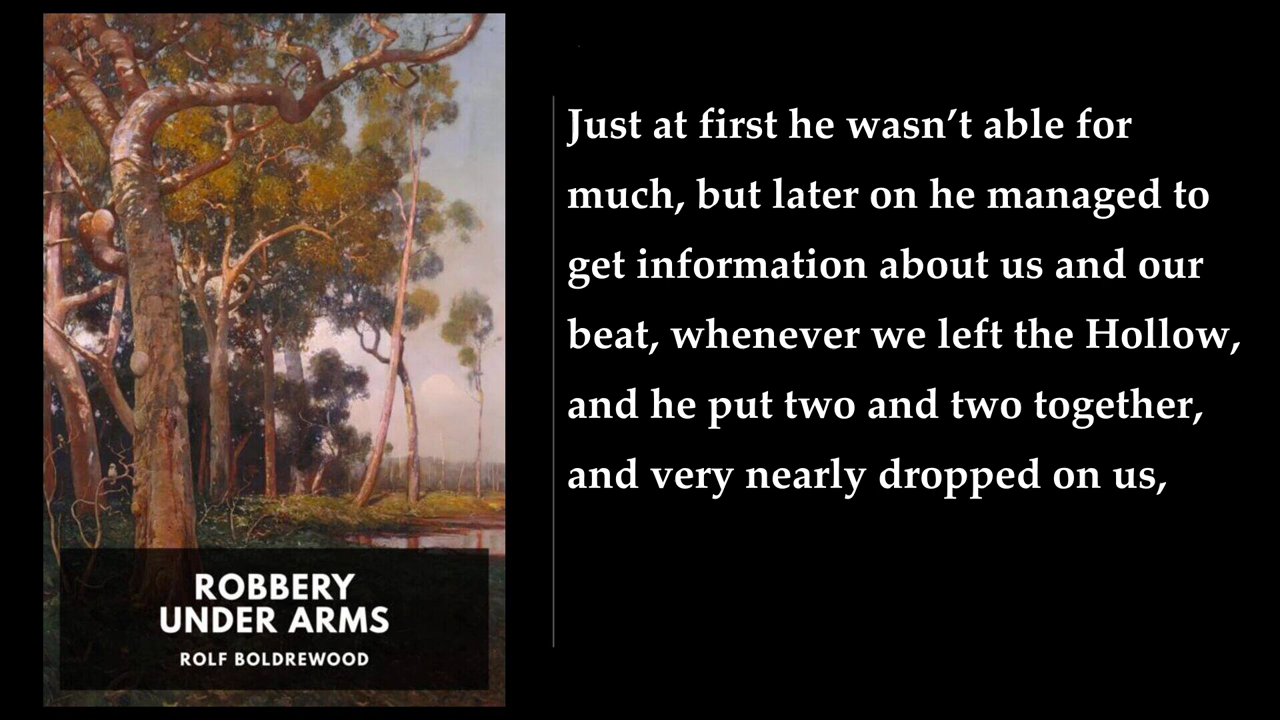 Just at first he wasn’t able for
much, but later on he managed to
get information about us and our
beat, whenever we left the Hollow,
and he put two and two together,
and very nearly dropped on us,
ROBBERY
UNDER ARMS
ROLF BOLDREWOOD